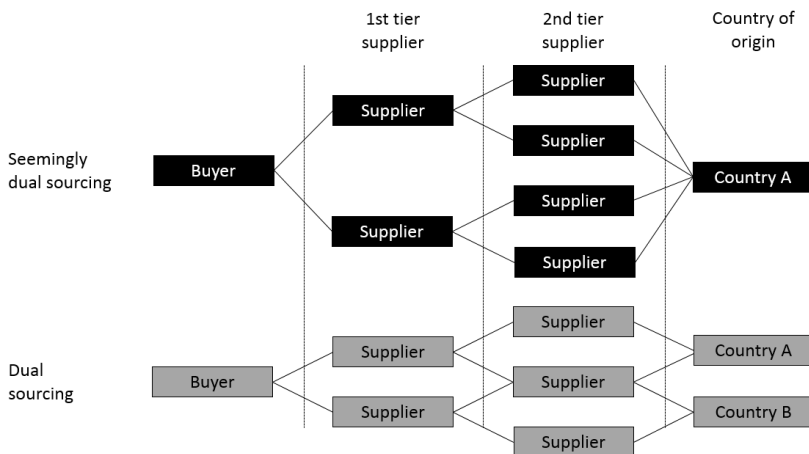 1st tier
supplier
2nd tier
supplier
Country of
origin
Seemingly
dual sourcing
Buyer
Supplier
Supplier
Supplier
Supplier
Supplier
Supplier
Country A
Dual
sourcing
Buyer
Supplier
Supplier
Supplier
Supplier
Supplier
Country A
Country B